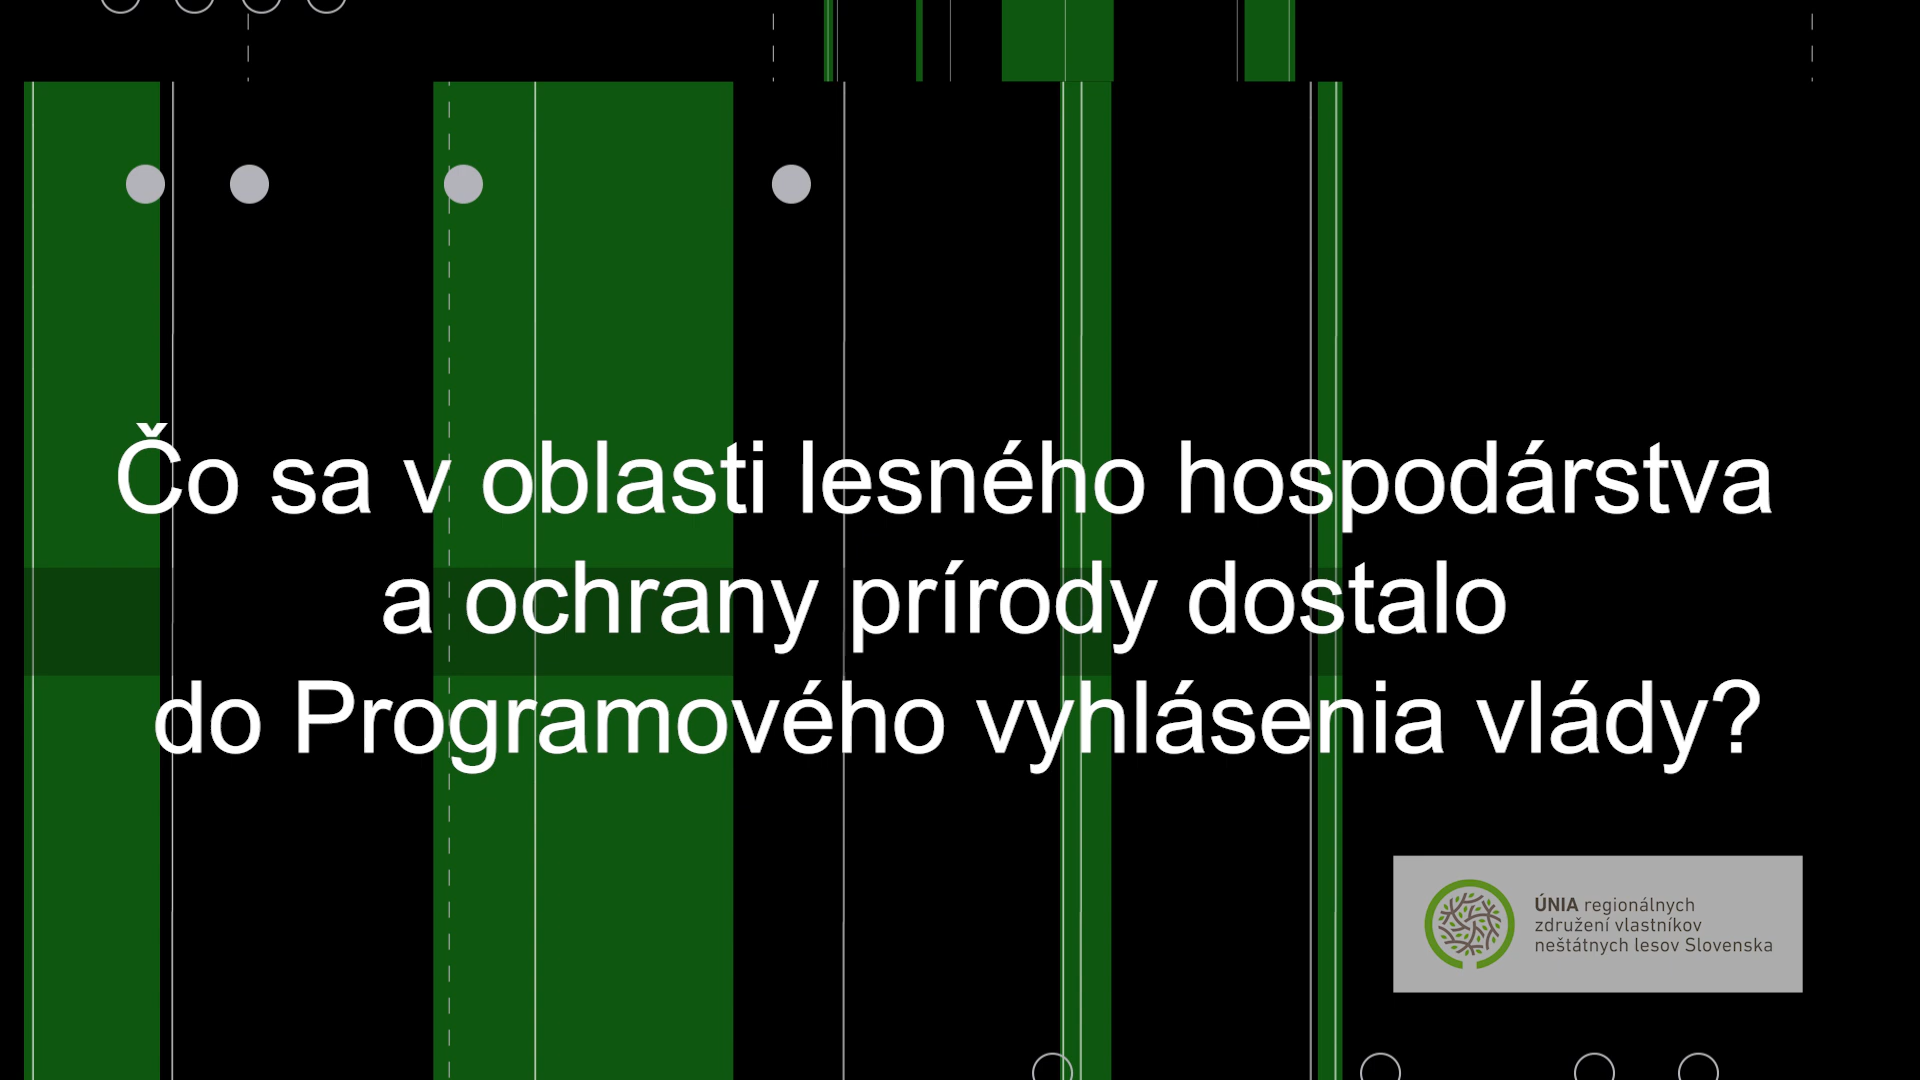 Čo sa v oblasti lesného hospodárstva
a ochrany prírody dostalo
do Programového vyhlásenia vlády?
ÚNIA regionálnych
združení vlastníkov
neštátnych lesov Slovenska